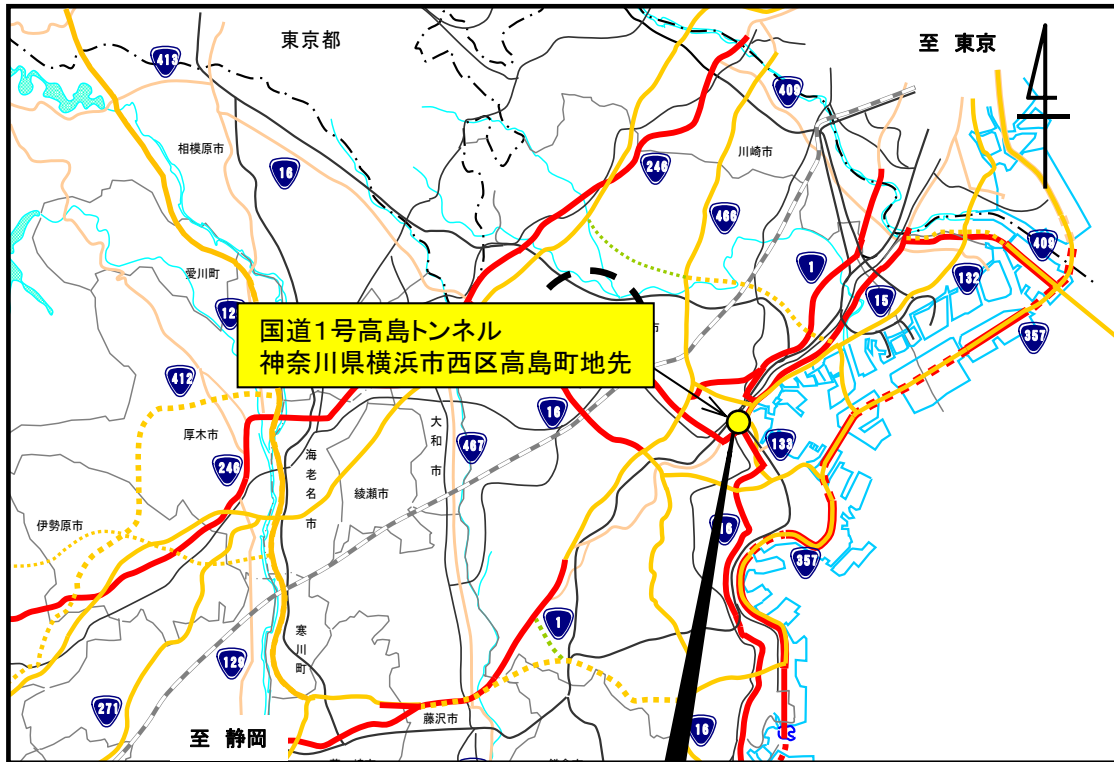 東京都
至 東京
413
409
相模原市
16
川崎市
246
466
愛川町
1
409
132
15
12
357
国道1号高島トンネル
神奈川県横浜市西区高島町地先
市
412
16
大和市
467
133
厚木市
246
海老名市
綾瀬市
伊勢原市
16
357
1
寒川町
129
271
藤沢市
16
至 静岡